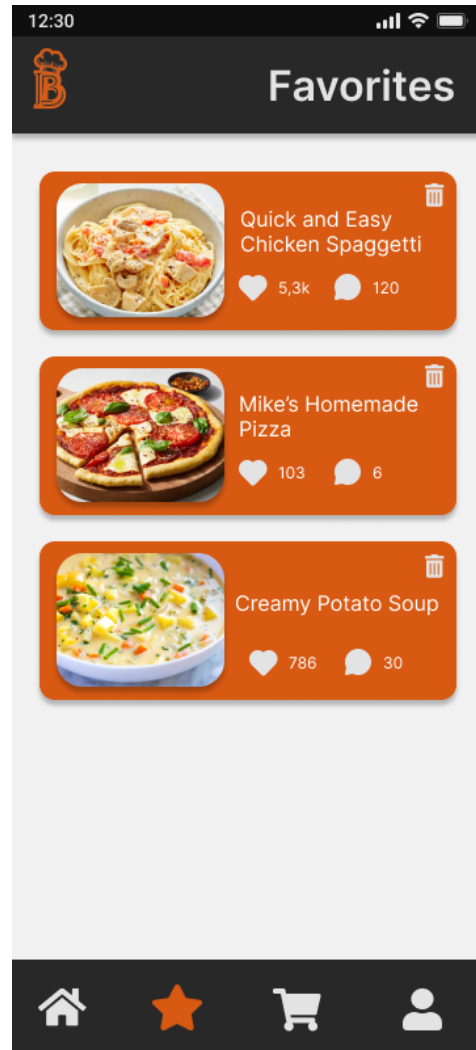 12:30
B
Favorites
Quick and Easy
Chicken Spaggetti
5,3k 120
Mike's Homemade
Pizza
103 6
Creamy Potato Soup
786 30